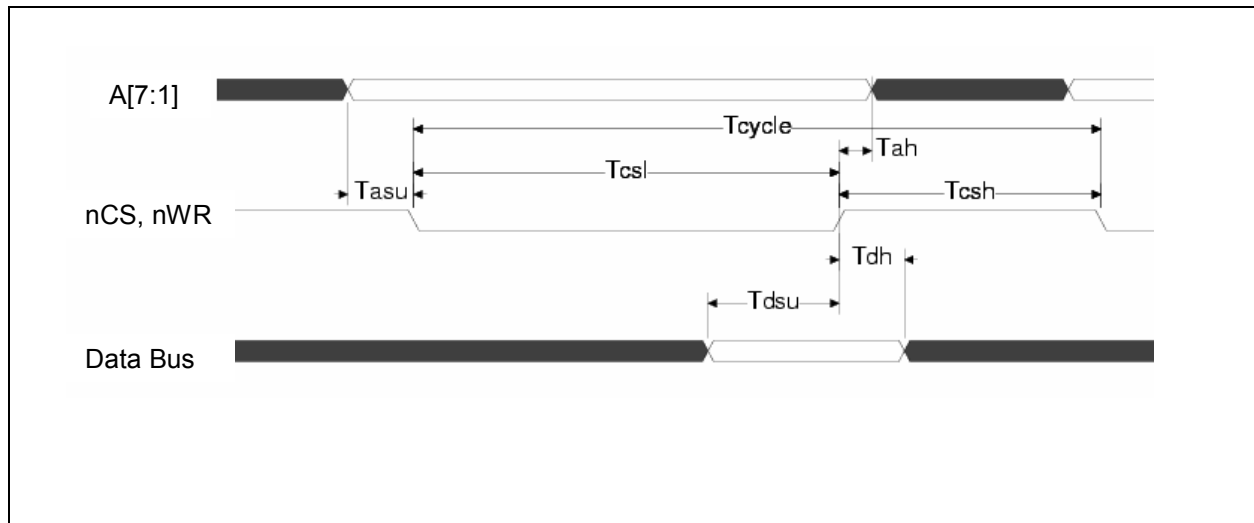 A[7:1]
Tcycle
Tah
Tcsl
Tasu
Tcsh
nCS, nWR
Tdh
Tdsu
Data Bus